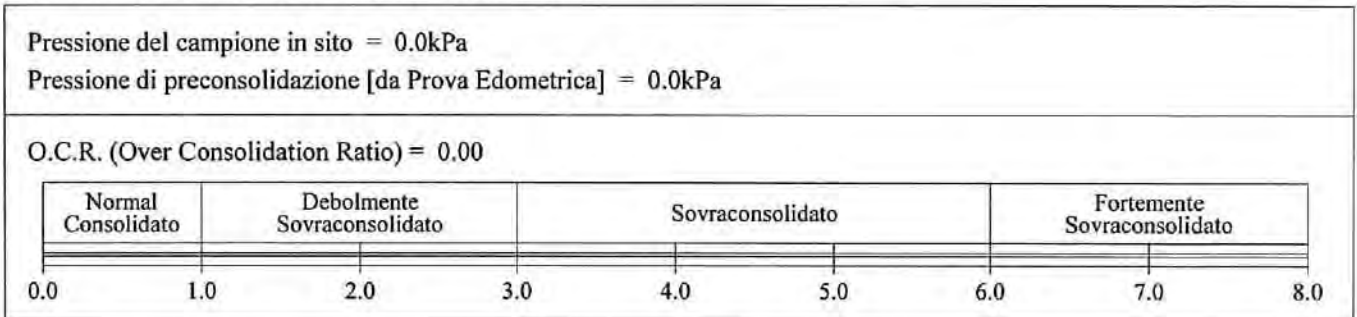 Pressione del campione in sito = 0.0kPa
Pressione di preconsolidazione [da Prova Edometrica] = 0.0kPa
O.C.R. (Over Consolidation Ratio) = 0.00
Normal Consolidato
Debolmente Sovraconsolidato
Sovraconsolidato
Fortemente Sovraconsolidato
0.0 1.0 2.0 3.0 4.0 5.0 6.0 7.0 8.0